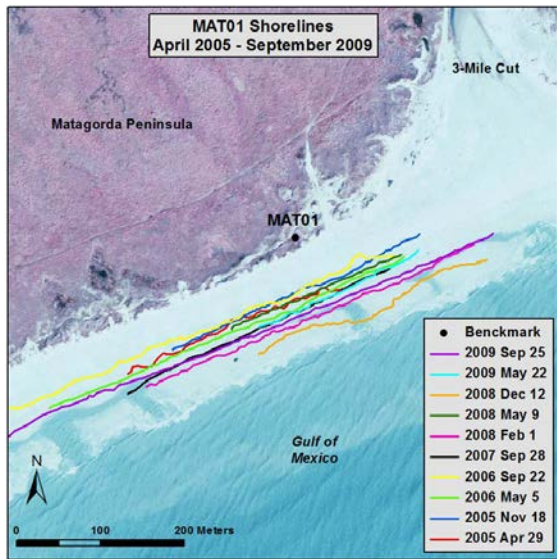 MAT01 Shorelines
April 2005 - September 2009
3-Mile Cut
Matagorda Peninsula
MAT01
Benckmark
2009 Sep 25
2009 May 22
2008 Dec 12
2008 May 9
2008 Feb 1
2007 Sep 28
2006 Sep 22
2006 May 5
2005 Nov 18
2005 Apr 29
Gulf of
Mexico
N
0 100 200 Meters